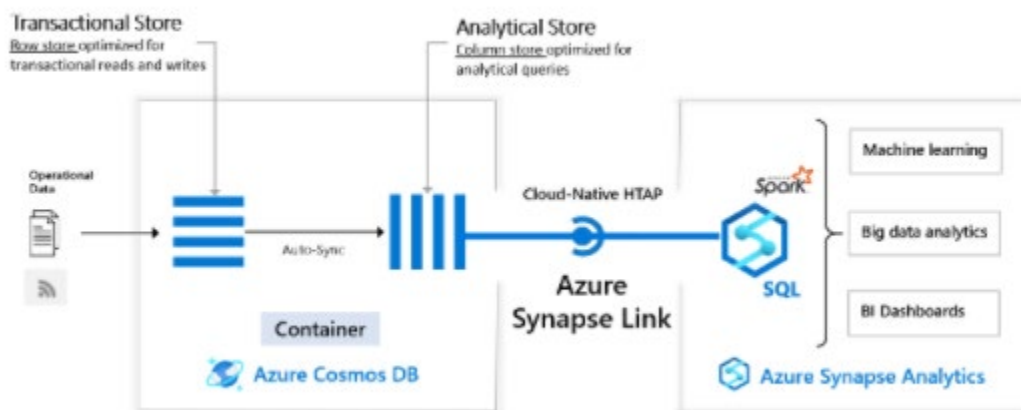 Transactional Store
Row store optimized for
transactional reads and writes
Analytical Store
Column store optimized for
analytical queries
Operational
Data
Auto-Sync
Container
Azure Cosmos DB
Cloud-Native HTAP
Azure
Synapse Link
Spark
SQL
Machine learning
Big data analytics
BI Dashboards
Azure Synapse Analytics